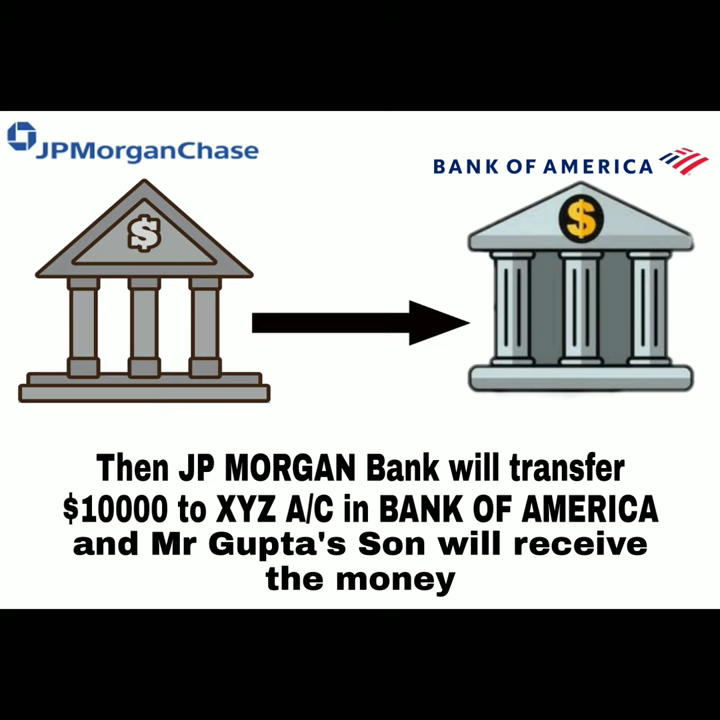 JPMorganChase
BANK OF AMERICA
$
$
Then JP MORGAN Bank will transfer
$10000 to XYZ A/C in BANK OF AMERICA
and Mr Gupta's Son will receive
the money